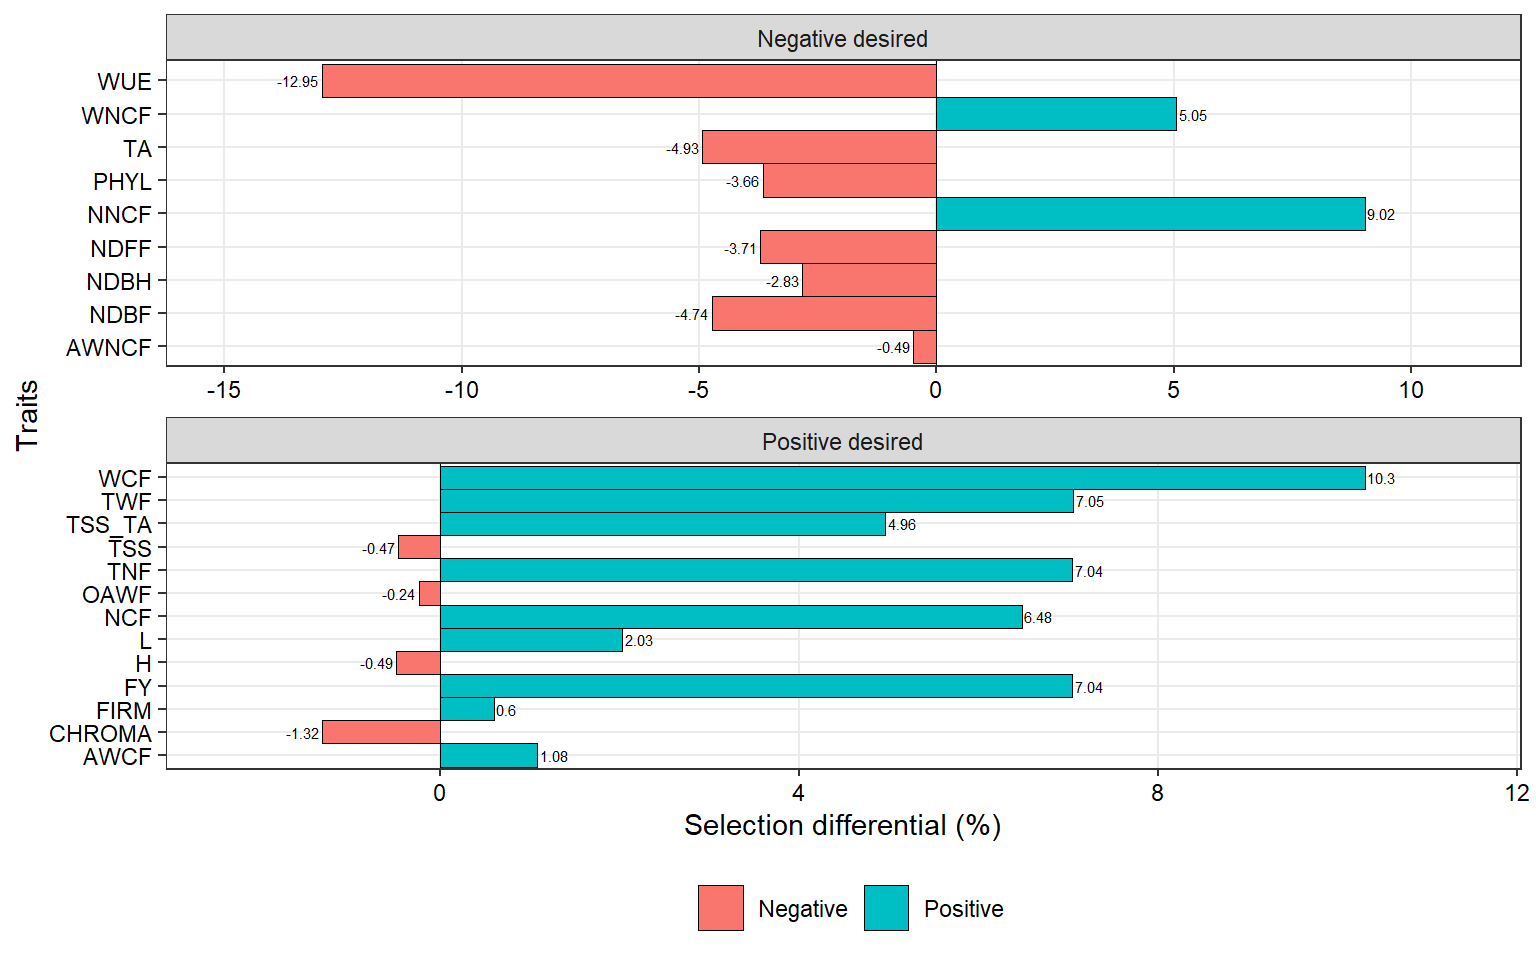 Negative desired
WUE -12.95
WNCF 5.05
TA -4.93
PHYL -3.66
NNCF 9.02
NDFF -3.71
NDBH -2.83
NDBF -4.74
AWNCF -0.49
-15 -10 -5 0 5 10
Traits
Positive desired
WCF 10.3
TWF 7.05
TSS_TA 4.96
TSS -0.47
TNF 7.04
OAWF -0.24
NCF 6.48
L 2.03
H -0.49
FY 7.04
FIRM 0.6
CHROMA -1.32
AWCF 1.08
0 4 8 12
Selection differential (%)
Negative Positive